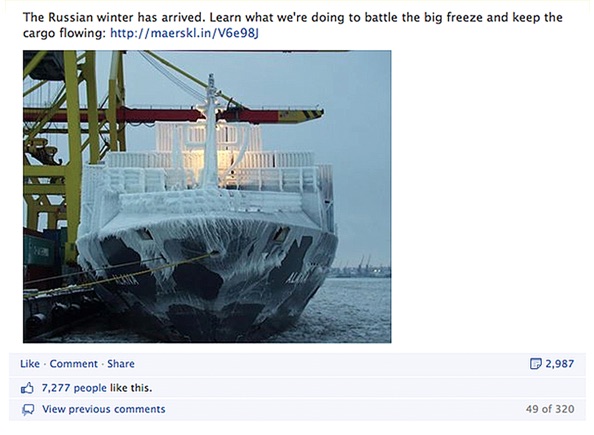 The Russian winter has arrived. Learn what we're doing to battle the big freeze and keep the
cargo flowing: http://maerskl.in/V6e98J
Like · Comment · Share
2,987
7,277 people like this.
View previous comments
49 of 320